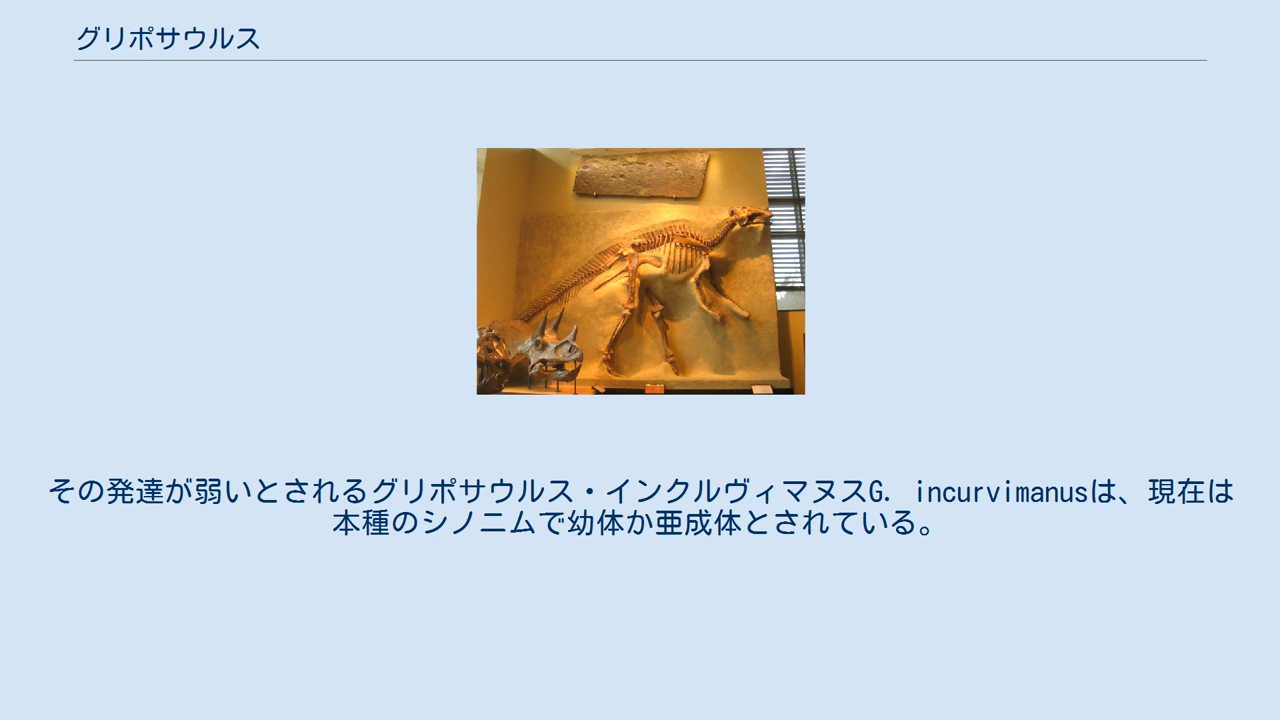 グリポサウルス
その発達が弱いとされるグリポサウルス・インクルヴィマヌスG. incurvimanusは、現在は
本種のシノニムで幼体か亜成体とされている。